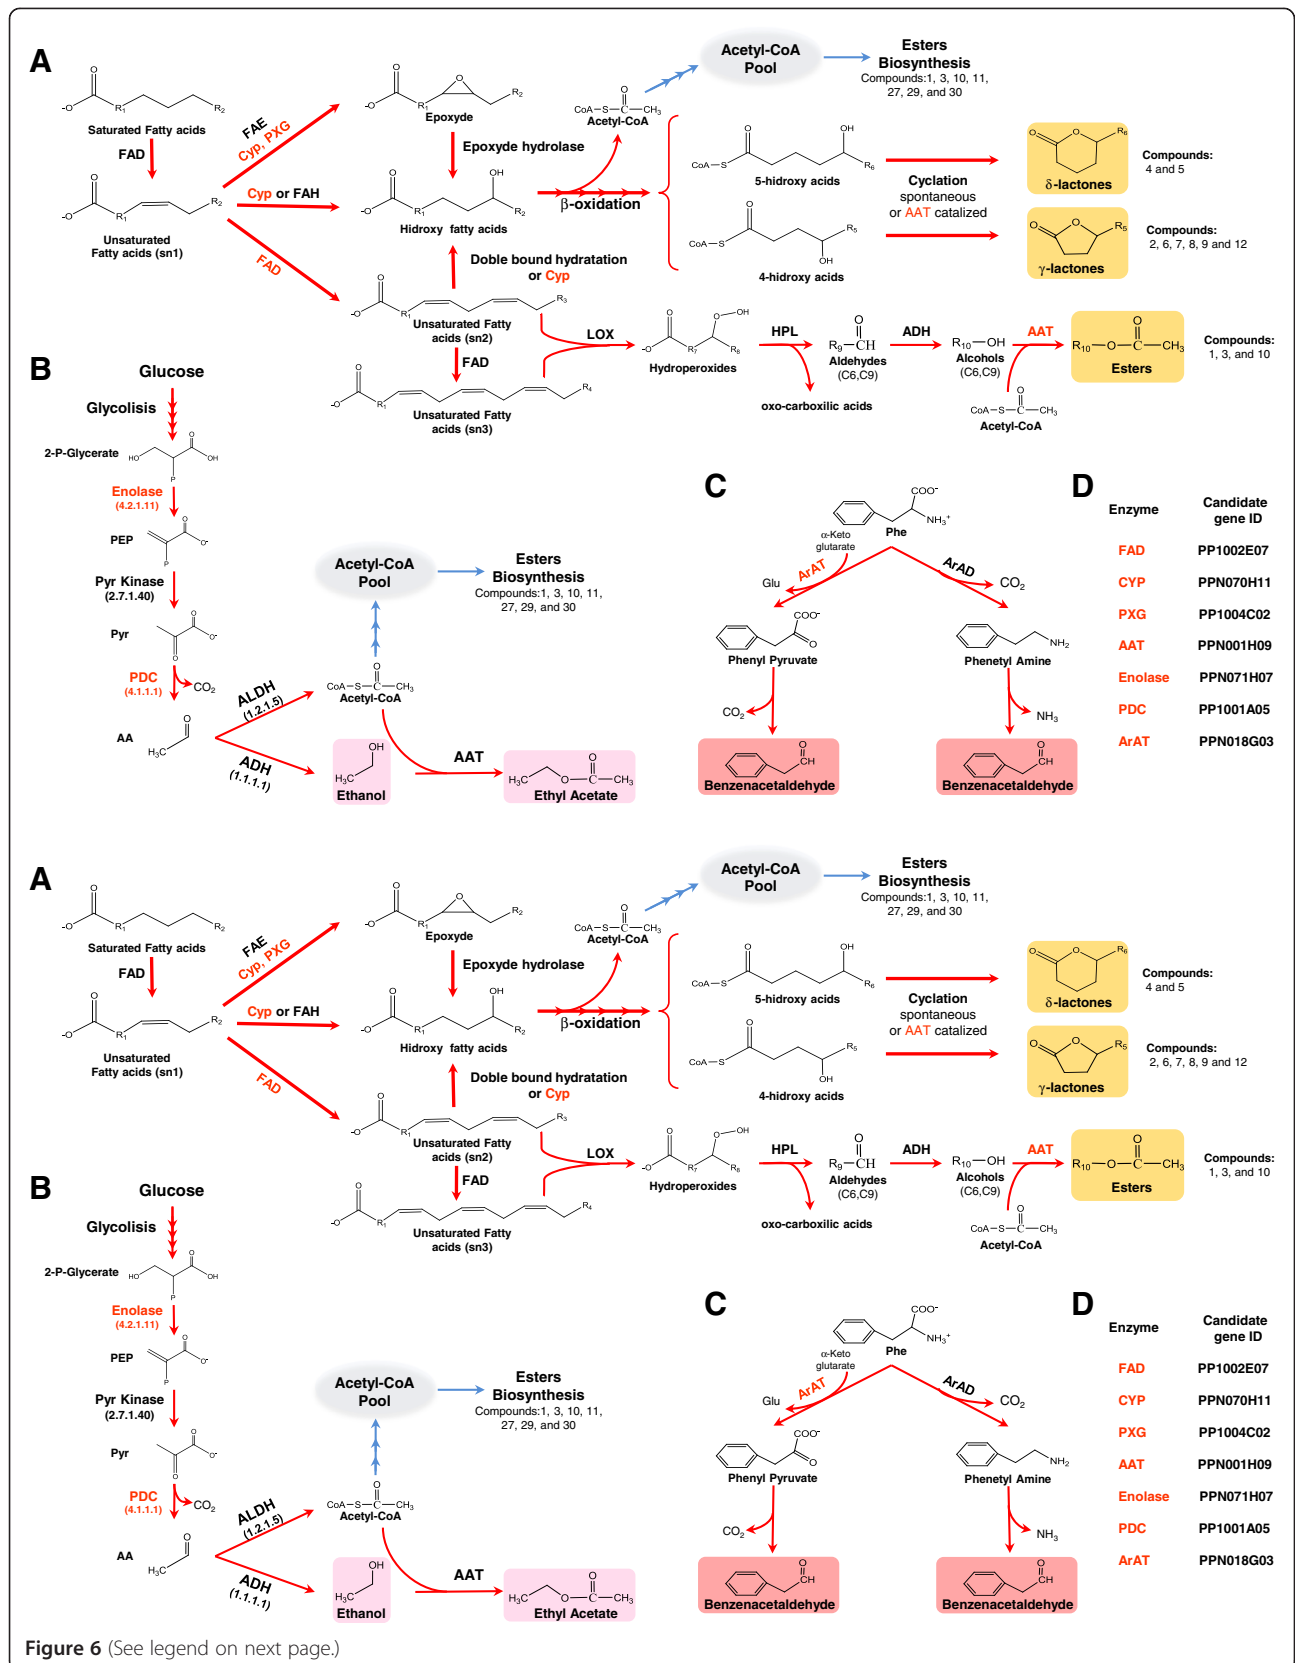 A
Saturated Fatty acids
FAD
Unsaturated
Fatty acids (sn1)
FAE
Cyp, PXG
Cyp or FAH
FAD
Epoxyde
Epoxyde hydrolase
Hidroxy fatty acids
Doble bound hydratation
or Cyp
Unsaturated Fatty
acids (sn2)
FAD
Unsaturated Fatty
acids (sn3)
β-oxidation
Acetyl-CoA
Acetyl-CoA
Pool
Esters
Biosynthesis
Compounds:1, 3, 10, 11,
27, 29, and 30
5-hidroxy acids
4-hidroxy acids
Cyclation
spontaneous
or AAT catalized
δ-lactones
Compounds:
4 and 5
γ-lactones
Compounds:
2, 6, 7, 8, 9 and 12
LOX
Hydroperoxides
HPL
oxo-carboxilic acids
Aldehydes
(C6,C9)
ADH
Alcohols
(C6,C9)
AAT
Acetyl-CoA
Esters
Compounds:
1, 3, and 10
B
Glucose
Glycolisis
2-P-Glycerate
Enolase
(4.2.1.11)
PEP
Pyr Kinase
(2.7.1.40)
Pyr
PDC
(4.1.1.1)
CO2
AA
ALDH
(1.2.1.5)
ADH
(1.1.1.1)
Acetyl-CoA
Pool
Esters
Biosynthesis
Compounds:1, 3, 10, 11,
27, 29, and 30
Acetyl-CoA
Ethanol
AAT
Ethyl Acetate
C
Phe
α-Keto
glutarate
Glu
ArAT
ArAD
CO2
Phenyl Pyruvate
Phenetyl Amine
CO2
NH3
Benzenacetaldehyde
Benzenacetaldehyde
D
Enzyme
Candidate
gene ID
FAD PP1002E07
CYP PPN070H11
PXG PP1004C02
AAT PPN001H09
Enolase PPN071H07
PDC PP1001A05
ArAT PPN018G03
A
Saturated Fatty acids
FAD
Unsaturated
Fatty acids (sn1)
FAE
Cyp, PXG
Cyp or FAH
FAD
Epoxyde
Epoxyde hydrolase
Hidroxy fatty acids
Doble bound hydratation
or Cyp
Unsaturated Fatty
acids (sn2)
FAD
Unsaturated Fatty
acids (sn3)
β-oxidation
Acetyl-CoA
Acetyl-CoA
Pool
Esters
Biosynthesis
Compounds:1, 3, 10, 11,
27, 29, and 30
5-hidroxy acids
4-hidroxy acids
Cyclation
spontaneous
or AAT catalized
δ-lactones
Compounds:
4 and 5
γ-lactones
Compounds:
2, 6, 7, 8, 9 and 12
LOX
Hydroperoxides
HPL
oxo-carboxilic acids
Aldehydes
(C6,C9)
ADH
Alcohols
(C6,C9)
AAT
Acetyl-CoA
Esters
Compounds:
1, 3, and 10
B
Glucose
Glycolisis
2-P-Glycerate
Enolase
(4.2.1.11)
PEP
Pyr Kinase
(2.7.1.40)
Pyr
PDC
(4.1.1.1)
CO2
AA
ALDH
(1.2.1.5)
ADH
(1.1.1.1)
Acetyl-CoA
Pool
Esters
Biosynthesis
Compounds:1, 3, 10, 11,
27, 29, and 30
Acetyl-CoA
Ethanol
AAT
Ethyl Acetate
C
Phe
α-Keto
glutarate
Glu
ArAT
ArAD
CO2
Phenyl Pyruvate
Phenetyl Amine
CO2
NH3
Benzenacetaldehyde
Benzenacetaldehyde
D
Enzyme
Candidate
gene ID
FAD PP1002E07
CYP PPN070H11
PXG PP1004C02
AAT PPN001H09
Enolase PPN071H07
PDC PP1001A05
ArAT PPN018G03
Figure 6 (See legend on next page.)